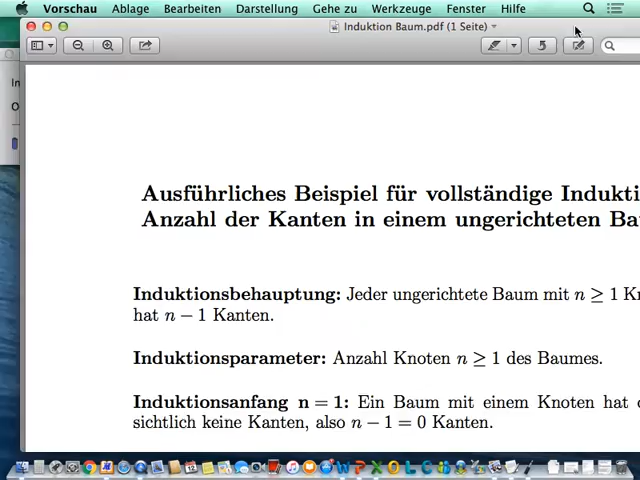 Vorschau Ablage Bearbeiten Darstellung Gehe zu Werkzeuge Fenster Hilfe
Induktion Baum.pdf (1 Seite)
In
O
Ausführliches Beispiel für vollständige Indukti
Anzahl der Kanten in einem ungerichteten Ba
Induktionsbehauptung: Jeder ungerichtete Baum mit n ≥ 1 Kn
hat n − 1 Kanten.
Induktionsparameter: Anzahl Knoten n ≥ 1 des Baumes.
Induktionsanfang n = 1: Ein Baum mit einem Knoten hat o
sichtlich keine Kanten, also n − 1 = 0 Kanten.